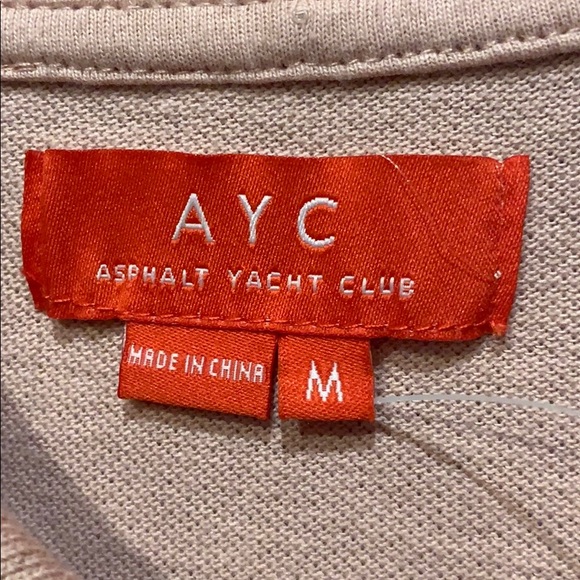 AYC
ASPHALT YACHT CLUB
MADE IN CHINA
M